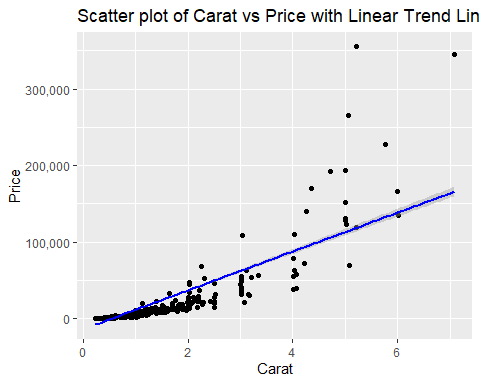 Scatter plot of Carat vs Price with Linear Trend Lin
300,000
200,000
100,000
0
Price
0 2 4 6
Carat